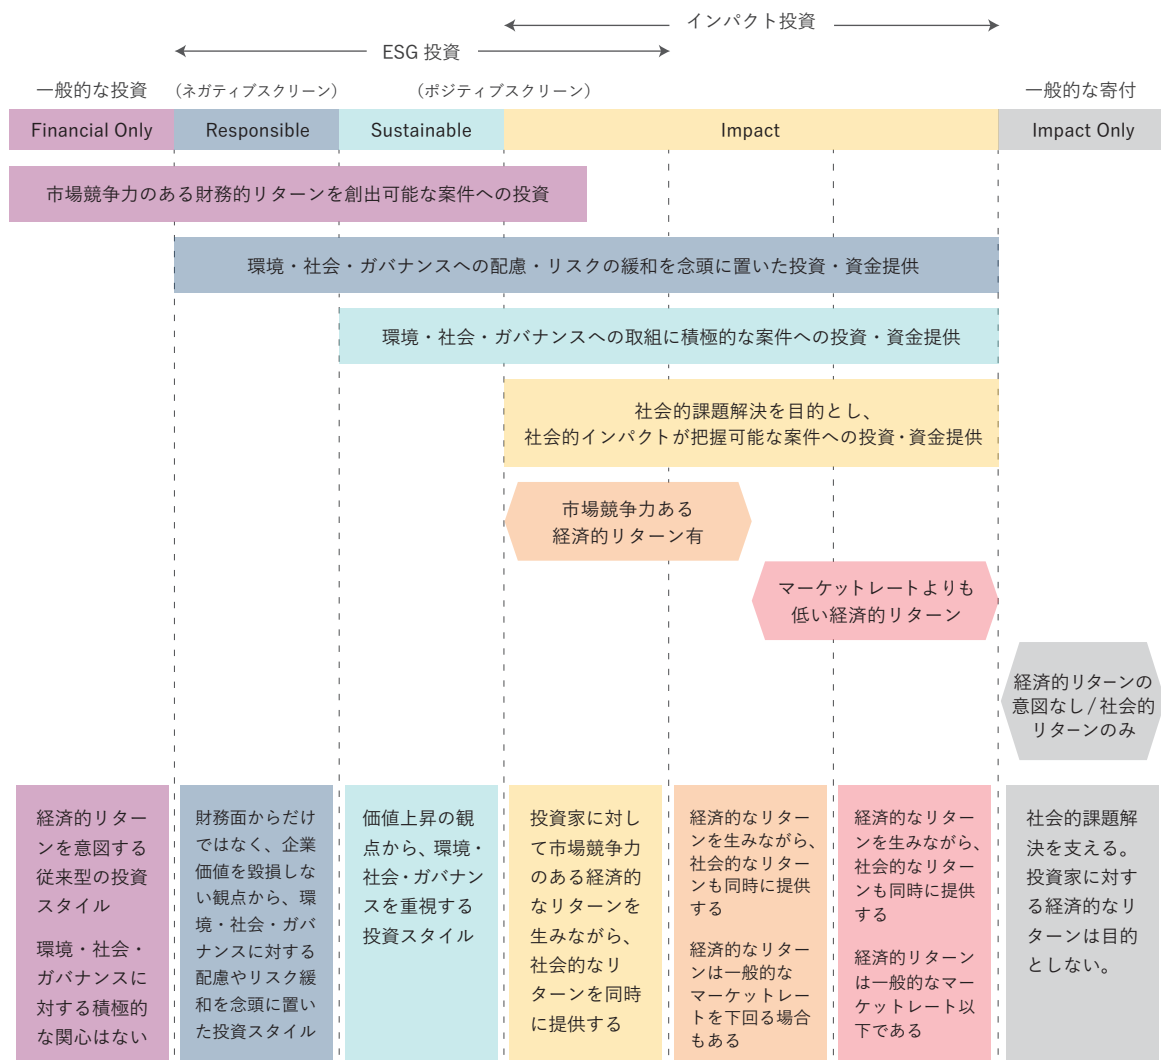 インパクト投資
ESG 投資
一般的な投資
（ネガティブスクリーン）
（ポジティブスクリーン）
一般的な寄付
Financial Only
Responsible
Sustainable
Impact
Impact Only
市場競争力のある財務的リターンを創出可能な案件への投資
環境・社会・ガバナンスへの配慮・リスクの緩和を念頭に置いた投資・資金提供
環境・社会・ガバナンスへの取組に積極的な案件への投資・資金提供
社会的課題解決を目的とし、
社会的インパクトが把握可能な案件への投資・資金提供
市場競争力ある
経済的リターン有
マーケットレートよりも
低い経済的リターン
経済的リターンの
意図なし/社会的
リターンのみ
経済的リター
ンを意図する
従来型の投資
スタイル
環境・社会・
ガバナンスに
対する積極的
な関心はない
財務面からだけ
ではなく、企業
価値を毀損しな
い観点から、環
境・社会・ガバ
ナンスに対する
配慮やリスク緩
和を念頭に置い
た投資スタイル
価値上昇の観
点から、環境・
社会・ガバナン
スを重視する
投資スタイル
投資家に対し
て市場競争力
のある経済的
なリターンを
生みながら、
社会的なリ
ターンを同時
に提供する
経済的なリター
ンを生みながら、
社会的なリター
ンも同時に提供
する
経済的なリター
ンは一般的な
マーケットレー
トを下回る場合
もある
経済的なリター
ンを生みながら、
社会的なリター
ンも同時に提供
する
経済的リターン
は一般的なマー
ケットレート以
下である
社会的課題解
決を支える。
投資家に対す
る経済的なリ
ターンは目的
としない。